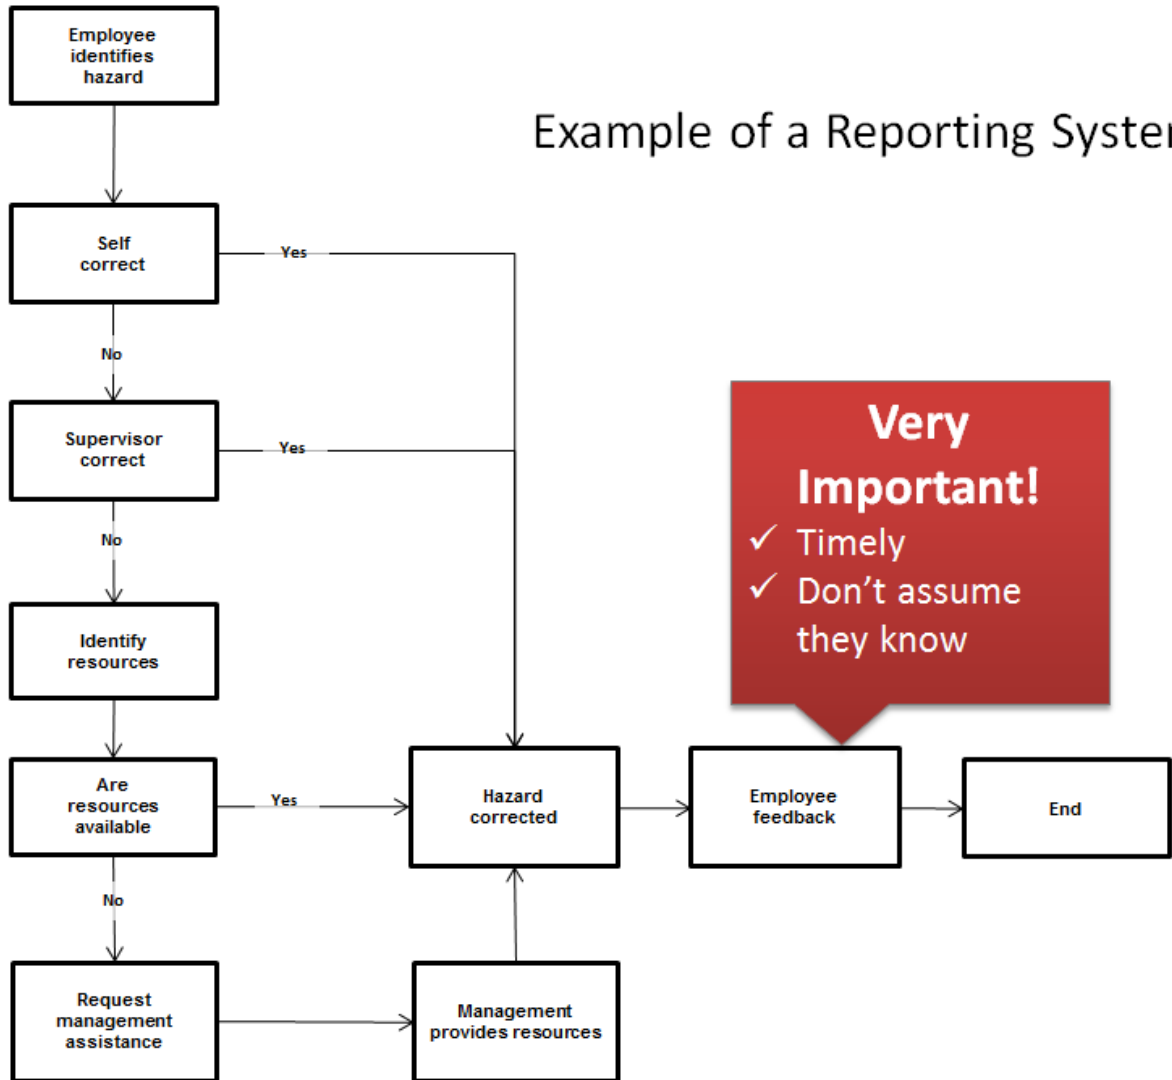 Employee
identifies
hazard
Example of a Reporting System
Self
correct
Yes
No
Supervisor
correct
Yes
Very
Important!
✓ Timely
✓ Don't assume
they know
No
Identify
resources
Are
resources
available
Yes
Hazard
corrected
Employee
feedback
End
No
Request
management
assistance
Management
provides resources